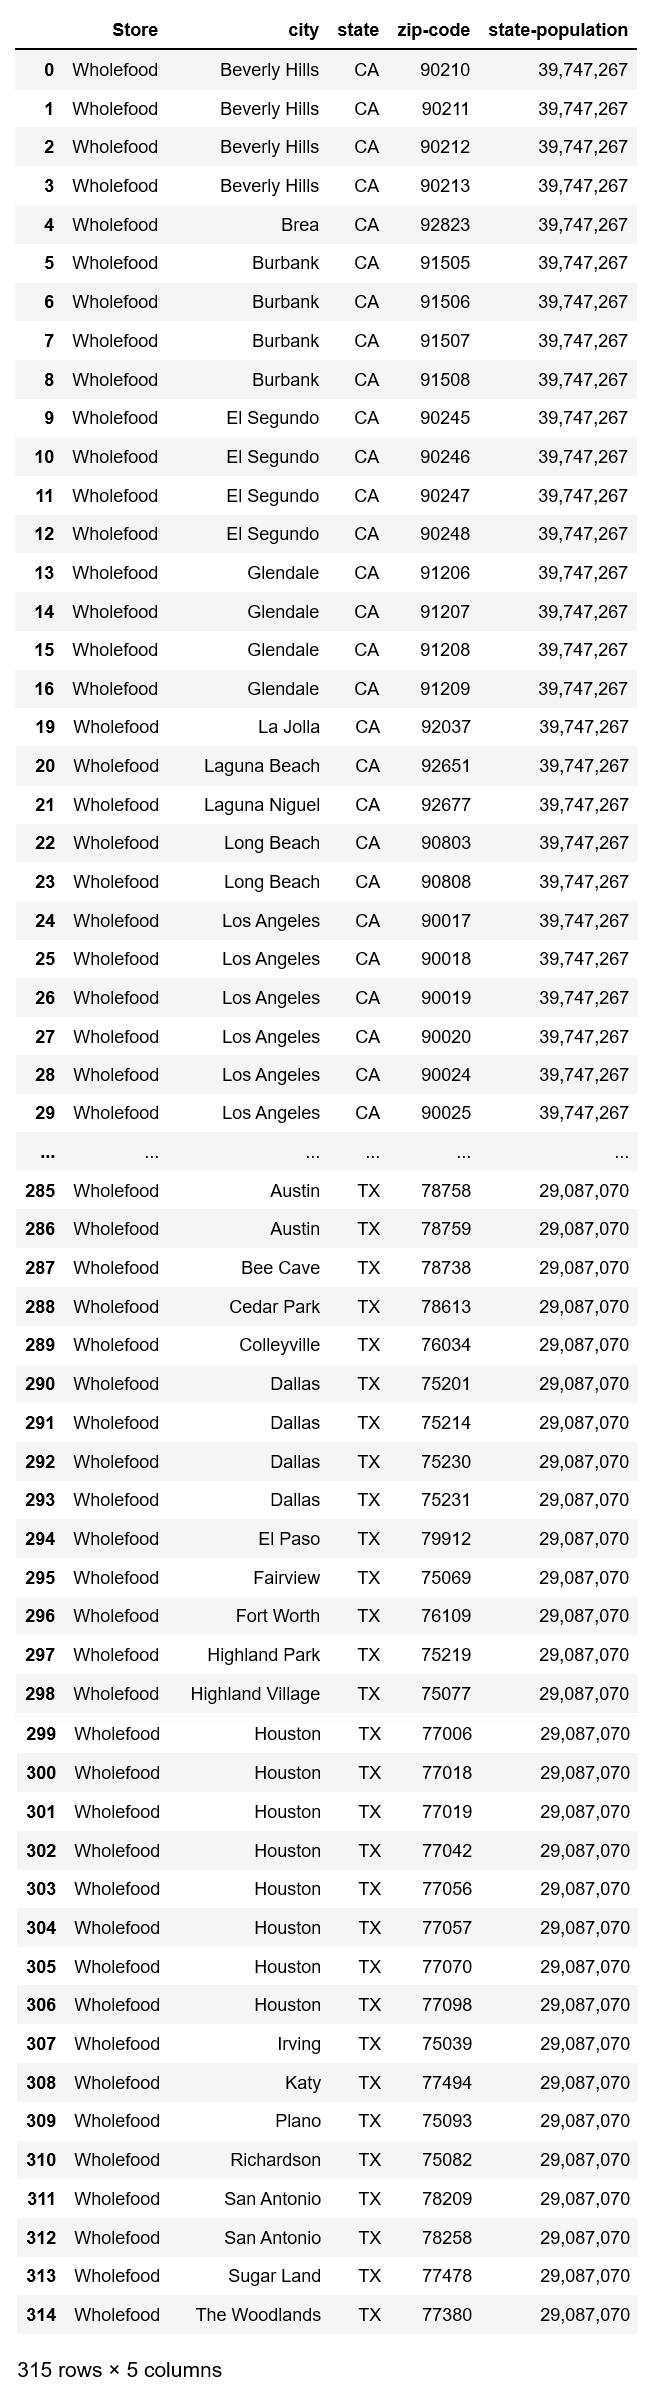 Store city state zip-code state-population
0 Wholefood Beverly Hills CA 90210 39,747,267
1 Wholefood Beverly Hills CA 90211 39,747,267
2 Wholefood Beverly Hills CA 90212 39,747,267
3 Wholefood Beverly Hills CA 90213 39,747,267
4 Wholefood Brea CA 92823 39,747,267
5 Wholefood Burbank CA 91505 39,747,267
6 Wholefood Burbank CA 91506 39,747,267
7 Wholefood Burbank CA 91507 39,747,267
8 Wholefood Burbank CA 91508 39,747,267
9 Wholefood El Segundo CA 90245 39,747,267
10 Wholefood El Segundo CA 90246 39,747,267
11 Wholefood El Segundo CA 90247 39,747,267
12 Wholefood El Segundo CA 90248 39,747,267
13 Wholefood Glendale CA 91206 39,747,267
14 Wholefood Glendale CA 91207 39,747,267
15 Wholefood Glendale CA 91208 39,747,267
16 Wholefood Glendale CA 91209 39,747,267
19 Wholefood La Jolla CA 92037 39,747,267
20 Wholefood Laguna Beach CA 92651 39,747,267
21 Wholefood Laguna Niguel CA 92677 39,747,267
22 Wholefood Long Beach CA 90803 39,747,267
23 Wholefood Long Beach CA 90808 39,747,267
24 Wholefood Los Angeles CA 90017 39,747,267
25 Wholefood Los Angeles CA 90018 39,747,267
26 Wholefood Los Angeles CA 90019 39,747,267
27 Wholefood Los Angeles CA 90020 39,747,267
28 Wholefood Los Angeles CA 90024 39,747,267
29 Wholefood Los Angeles CA 90025 39,747,267
... ... ... ... ... ...
285 Wholefood Austin TX 78758 29,087,070
286 Wholefood Austin TX 78759 29,087,070
287 Wholefood Bee Cave TX 78738 29,087,070
288 Wholefood Cedar Park TX 78613 29,087,070
289 Wholefood Colleyville TX 76034 29,087,070
290 Wholefood Dallas TX 75201 29,087,070
291 Wholefood Dallas TX 75214 29,087,070
292 Wholefood Dallas TX 75230 29,087,070
293 Wholefood Dallas TX 75231 29,087,070
294 Wholefood El Paso TX 79912 29,087,070
295 Wholefood Fairview TX 75069 29,087,070
296 Wholefood Fort Worth TX 76109 29,087,070
297 Wholefood Highland Park TX 75219 29,087,070
298 Wholefood Highland Village TX 75077 29,087,070
299 Wholefood Houston TX 77006 29,087,070
300 Wholefood Houston TX 77018 29,087,070
301 Wholefood Houston TX 77019 29,087,070
302 Wholefood Houston TX 77042 29,087,070
303 Wholefood Houston TX 77056 29,087,070
304 Wholefood Houston TX 77057 29,087,070
305 Wholefood Houston TX 77070 29,087,070
306 Wholefood Houston TX 77098 29,087,070
307 Wholefood Irving TX 75039 29,087,070
308 Wholefood Katy TX 77494 29,087,070
309 Wholefood Plano TX 75093 29,087,070
310 Wholefood Richardson TX 75082 29,087,070
311 Wholefood San Antonio TX 78209 29,087,070
312 Wholefood San Antonio TX 78258 29,087,070
313 Wholefood Sugar Land TX 77478 29,087,070
314 Wholefood The Woodlands TX 77380 29,087,070
315 rows × 5 columns